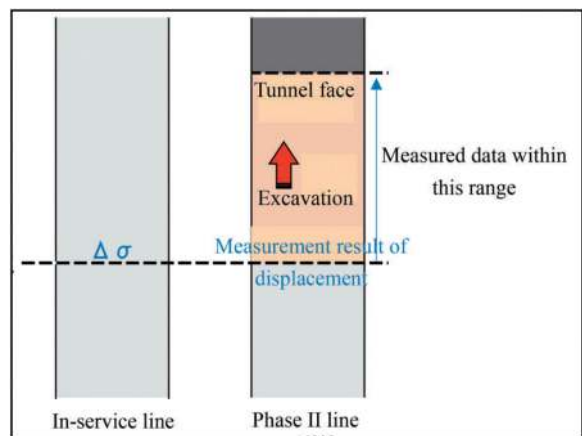 Tunnel face
Measured data within
this range
Excavation
Δ σ
Measurement result of
displacement
In-service line
Phase II line